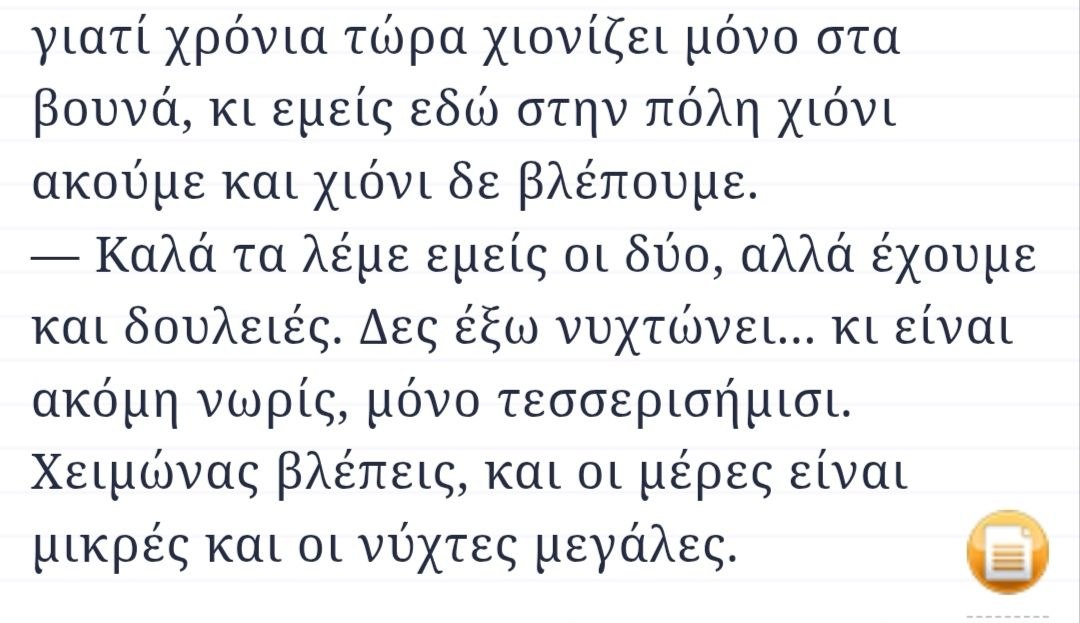 γιατί χρόνια τώρα χιονίζει μόνο στα
βουνά, κι εμείς εδώ στην πόλη χιόνι
ακούμε και χιόνι δε βλέπουμε.
— Καλά τα λέμε εμείς οι δύο, αλλά έχουμε
και δουλειές. Δες έξω νυχτώνει... κι είναι
ακόμη νωρίς, μόνο τεσσερισήμισι.
Χειμώνας βλέπεις, και οι μέρες είναι
μικρές και οι νύχτες μεγάλες.